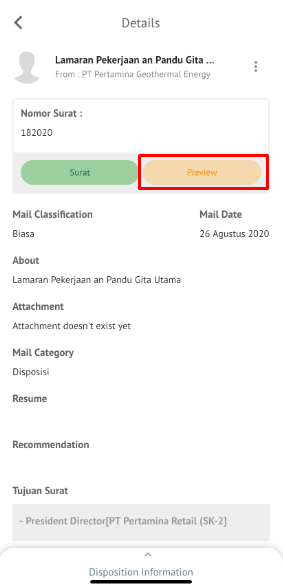 Details
Lamaran Pekerjaan an Pandu Gita ...
From : PT Pertamina Geothermal Energy
Nomor Surat :
182020
Surat
Preview
Mail Classification
Mail Date
Biasa
26 Agustus 2020
About
Lamaran Pekerjaan an Pandu Gita Utama
Attachment
Attachment doesn't exist yet
Mail Category
Disposisi
Resume
Recommendation
Tujuan Surat
- President Director[PT Pertamina Retail (SK-2]
Disposition Information